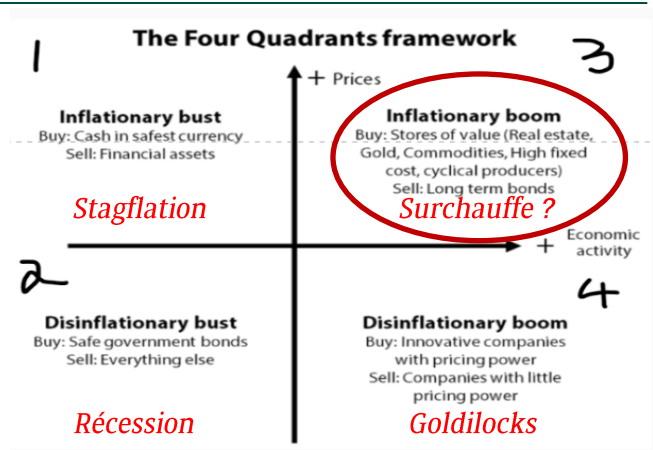 The Four Quadrants framework
1
3
+ Prices
Inflationary bust
Buy: Cash in safest currency
Sell: Financial assets
Stagflation
Inflationary boom
Buy: Stores of value (Real estate,
Gold, Commodities, High fixed
cost, cyclical producers)
Sell: Long term bonds
Surchauffe ?
+ Economic
activity
2
4
Disinflationary bust
Buy: Safe government bonds
Sell: Everything else
Récession
Disinflationary boom
Buy: Innovative companies
with pricing power
Sell: Companies with little
pricing power
Goldilocks